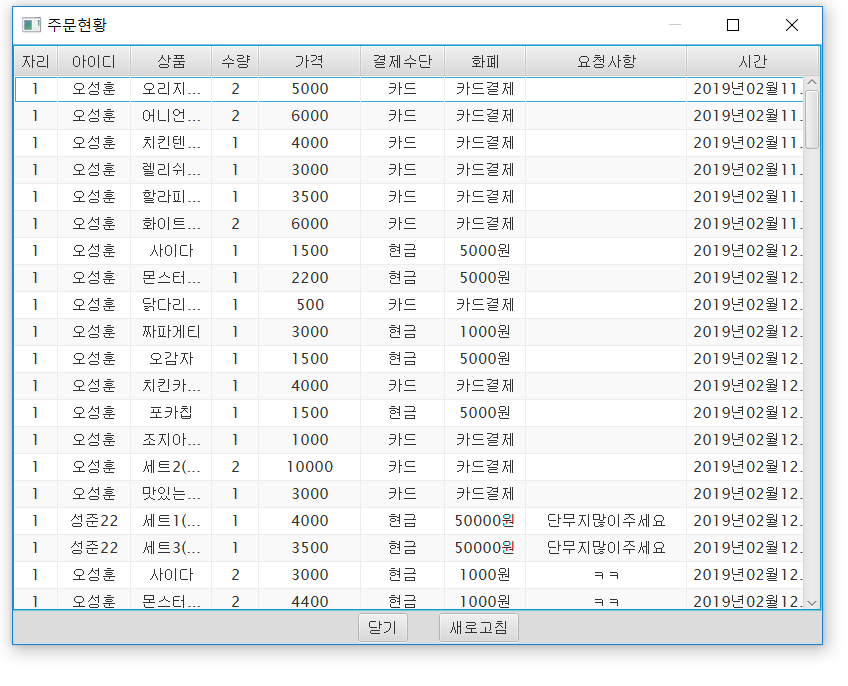 주문현황
자리 아이디 상품 수량 가격 결제수단 화폐 요청사항 시간
1 오성훈 오리지... 2 5000 카드 카드결제 2019년02월11.
1 오성훈 어니언... 2 6000 카드 카드결제 2019년02월11.
1 오성훈 치킨텐... 1 4000 카드 카드결제 2019년02월11.
1 오성훈 렐리쉬... 1 3000 카드 카드결제 2019년02월11.
1 오성훈 할라피... 1 3500 카드 카드결제 2019년02월11.
1 오성훈 화이트... 2 6000 카드 카드결제 2019년02월11.
1 오성훈 사이다 1 1500 현금 5000원 2019년02월12.
1 오성훈 몬스터... 1 2200 현금 5000원 2019년02월12.
1 오성훈 닭다리... 1 500 카드 카드결제 2019년02월12.
1 오성훈 짜파게티 1 3000 현금 1000원 2019년02월12.
1 오성훈 오감자 1 1500 현금 5000원 2019년02월12.
1 오성훈 치킨카... 1 4000 카드 카드결제 2019년02월12.
1 오성훈 포카칩 1 1500 현금 5000원 2019년02월12.
1 오성훈 조지아... 1 1000 카드 카드결제 2019년02월12.
1 오성훈 세트2(... 2 10000 카드 카드결제 2019년02월12.
1 오성훈 맛있는... 1 3000 카드 카드결제 2019년02월12.
1 성준22 세트1(... 1 4000 현금 50000원 단무지많이주세요 2019년02월12.
1 성준22 세트3(... 1 3500 현금 50000원 단무지많이주세요 2019년02월12.
1 오성훈 사이다 2 3000 현금 1000원 ㅋㅋ 2019년02월12.
1 오성훈 몬스터... 2 4400 현금 1000원 ㅋㅋ 2019년02월12.
닫기 새로고침